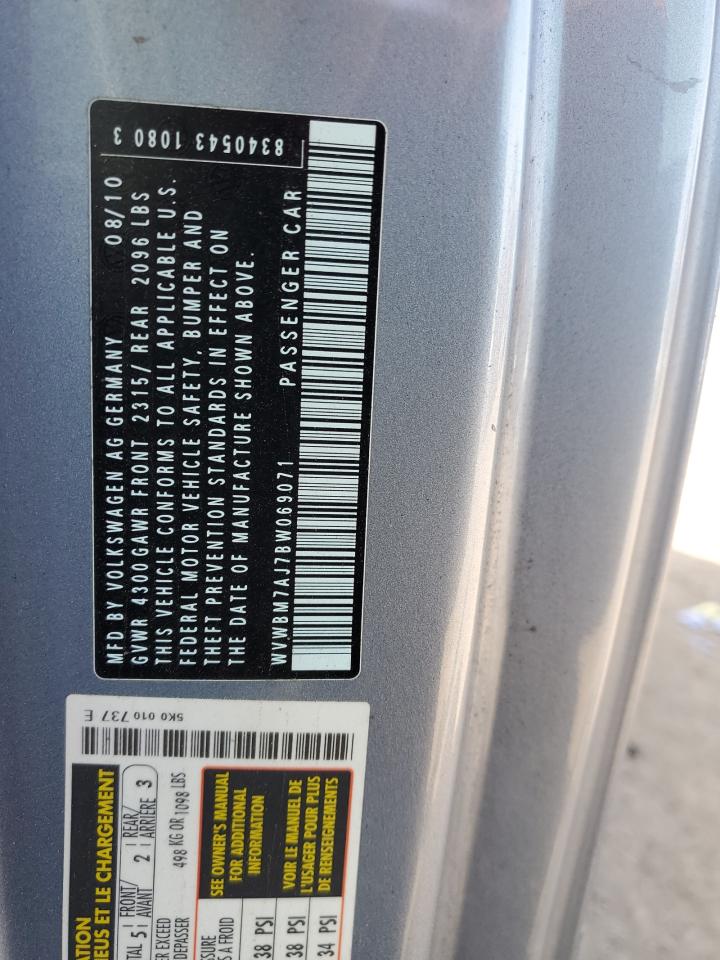 MFD BY VOLKSWAGEN AG GERMANY 08/10
GVWR 4300 GAWR FRONT 2315/ REAR 2096 LBS
THIS VEHICLE CONFORMS TO ALL APPLICABLE U.S.
FEDERAL MOTOR VEHICLE SAFETY, BUMPER AND
THEFT PREVENTION STANDARDS IN EFFECT ON
THE DATE OF MANUFACTURE SHOWN ABOVE.
WVWBM7AJ7BW069071 PASSENGER CAR
8340543 1080 3
5K0 010 737 E
ATION
NEUS ET LE CHARGEMENT
TAL 5 FRONT/ AVANT 2 REAR/ ARRIÈRE 3
ER EXCEED
DEPASSER 498 KG OR 1098 LBS
SEE OWNER'S MANUAL
FOR ADDITIONAL
INFORMATION
VOIR LE MANUEL DE
L'USAGER POUR PLUS
DE RENSEIGNEMENTS
SSURE
S A FROID
38 PSI
38 PSI
34 PSI